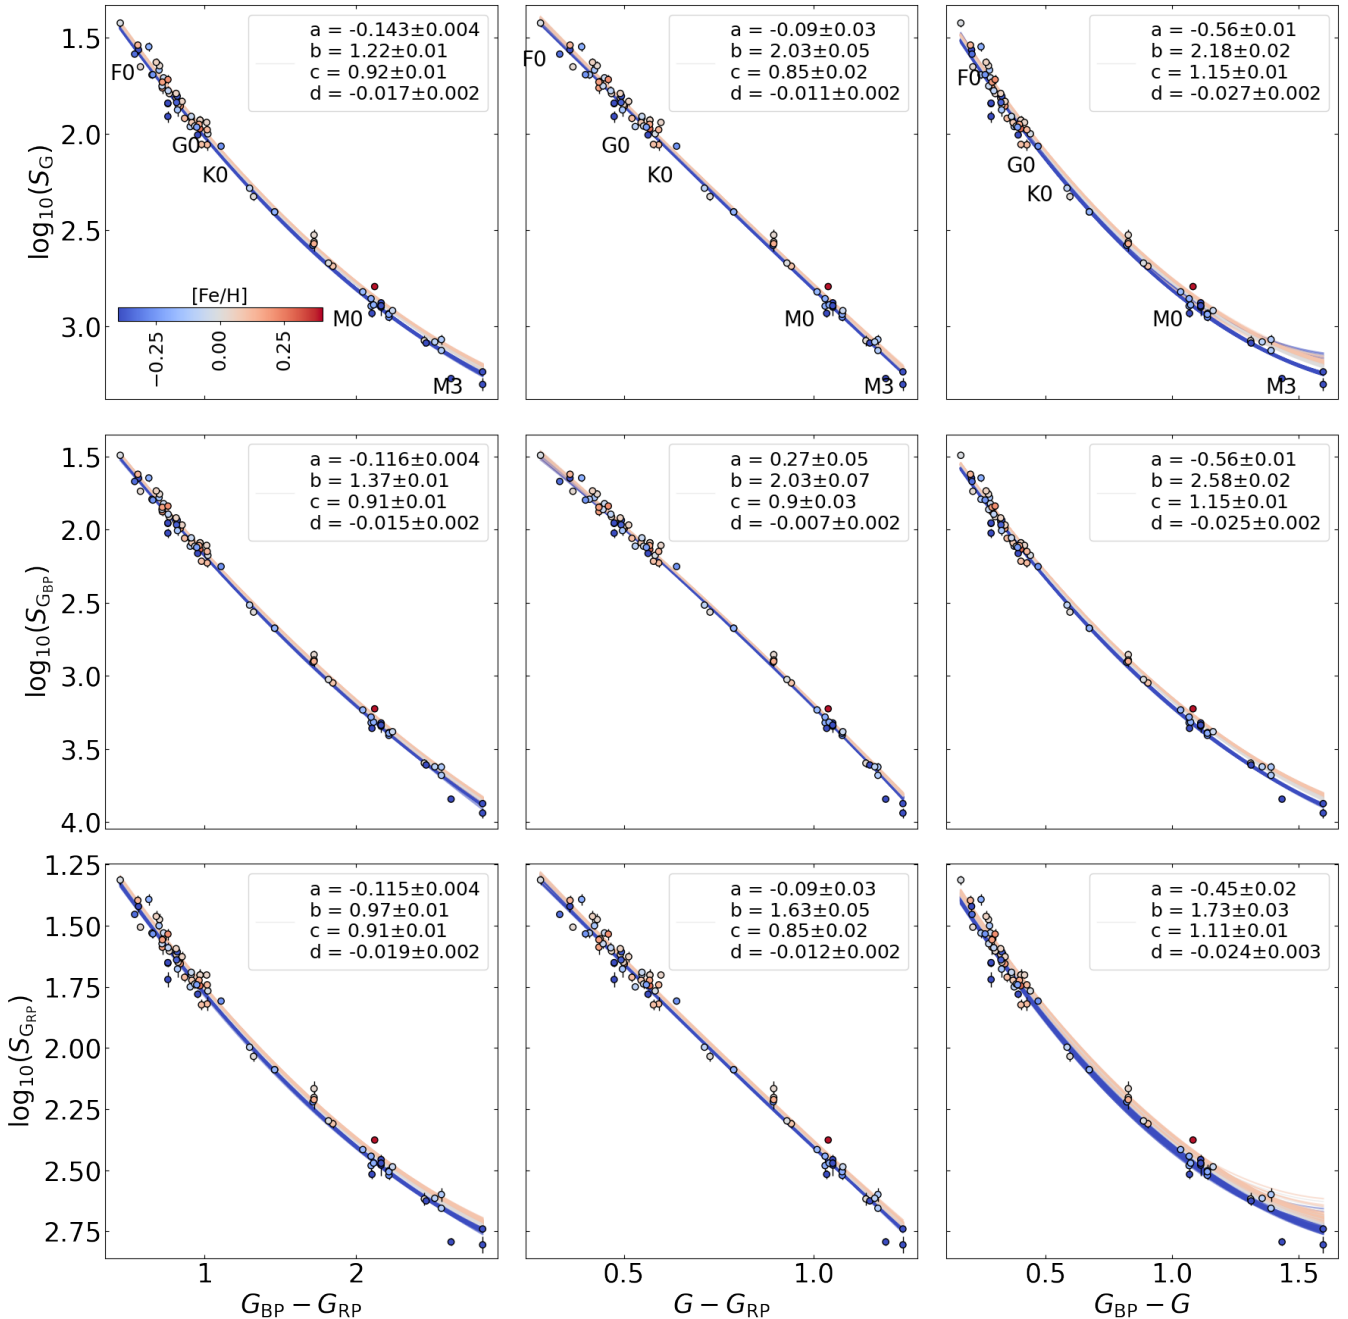 a = -0.143±0.004
b = 1.22±0.01
c = 0.92±0.01
d = -0.017±0.002
a = -0.09±0.03
b = 2.03±0.05
c = 0.85±0.02
d = -0.011±0.002
a = -0.56±0.01
b = 2.18±0.02
c = 1.15±0.01
d = -0.027±0.002
1.5
2.0
2.5
3.0
log₁₀(S_G)
F0
G0
K0
M0
M3
[Fe/H]
−0.25
0.00
0.25
F0
G0
K0
M0
M3
F0
G0
K0
M0
M3
a = -0.116±0.004
b = 1.37±0.01
c = 0.91±0.01
d = -0.015±0.002
a = 0.27±0.05
b = 2.03±0.07
c = 0.9±0.03
d = -0.007±0.002
a = -0.56±0.01
b = 2.58±0.02
c = 1.15±0.01
d = -0.025±0.002
1.5
2.0
2.5
3.0
3.5
4.0
log₁₀(S_G_BP)
a = -0.115±0.004
b = 0.97±0.01
c = 0.91±0.01
d = -0.019±0.002
a = -0.09±0.03
b = 1.63±0.05
c = 0.85±0.02
d = -0.012±0.002
a = -0.45±0.02
b = 1.73±0.03
c = 1.11±0.01
d = -0.024±0.003
1.25
1.50
1.75
2.00
2.25
2.50
2.75
log₁₀(S_G_RP)
1 2
0.5 1.0
0.5 1.0 1.5
G_BP − G_RP
G − G_RP
G_BP − G